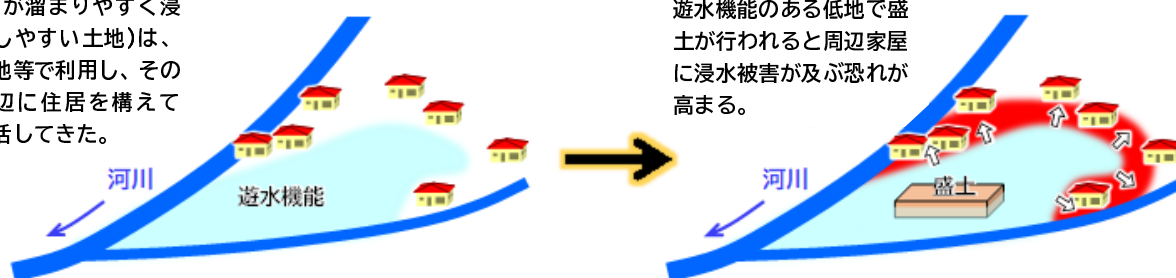 が溜まりやすく浸
しやすい土地)は、
地等で利用し、その
辺に住居を構えて
活してきた。
河川
遊水機能
遊水機能のある低地で盛
土が行われると周辺家屋
に浸水被害が及ぶ恐れが
高まる。
河川
盛土